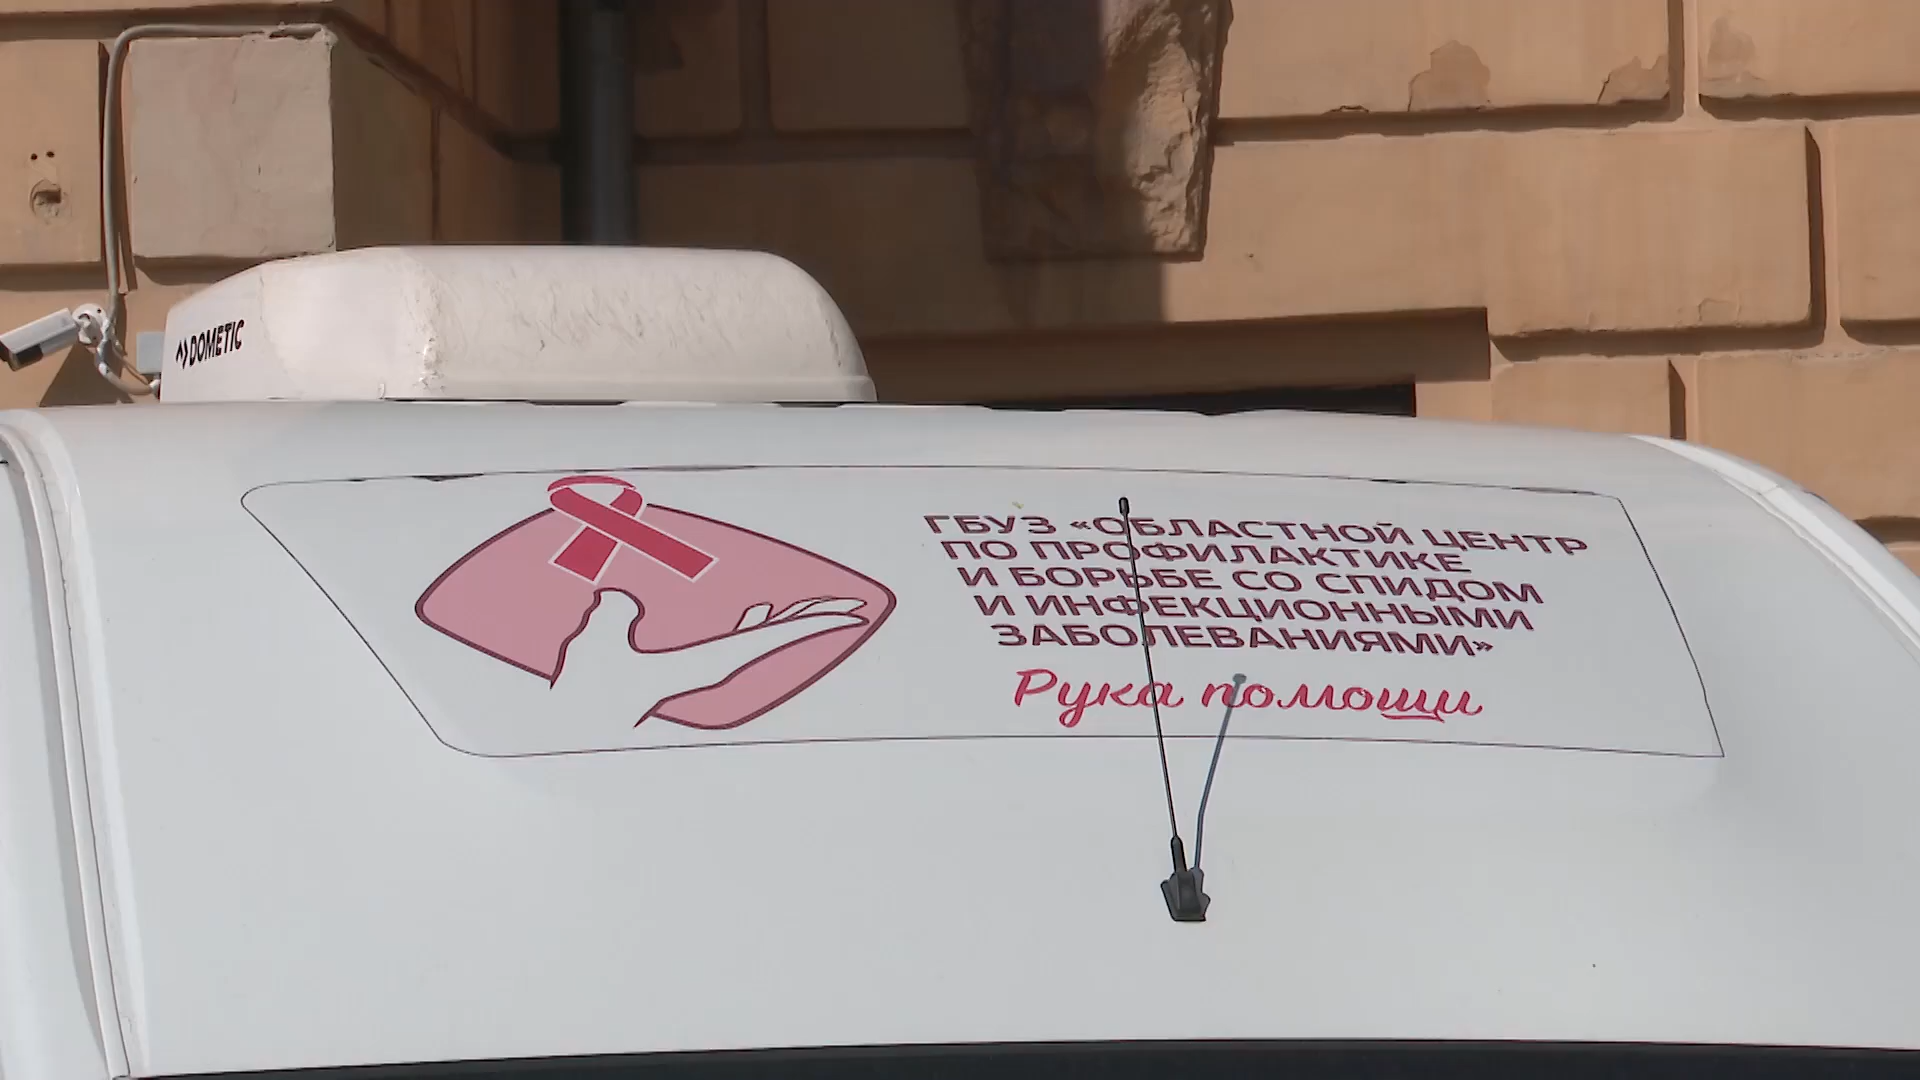 DOMETIC
ГБУЗ «ОБЛАСТНОЙ ЦЕНТР
ПО ПРОФИЛАКТИКЕ
И БОРЬБЕ СО СПИДОМ
И ИНФЕКЦИОННЫМИ
ЗАБОЛЕВАНИЯМИ»
Рука помощи